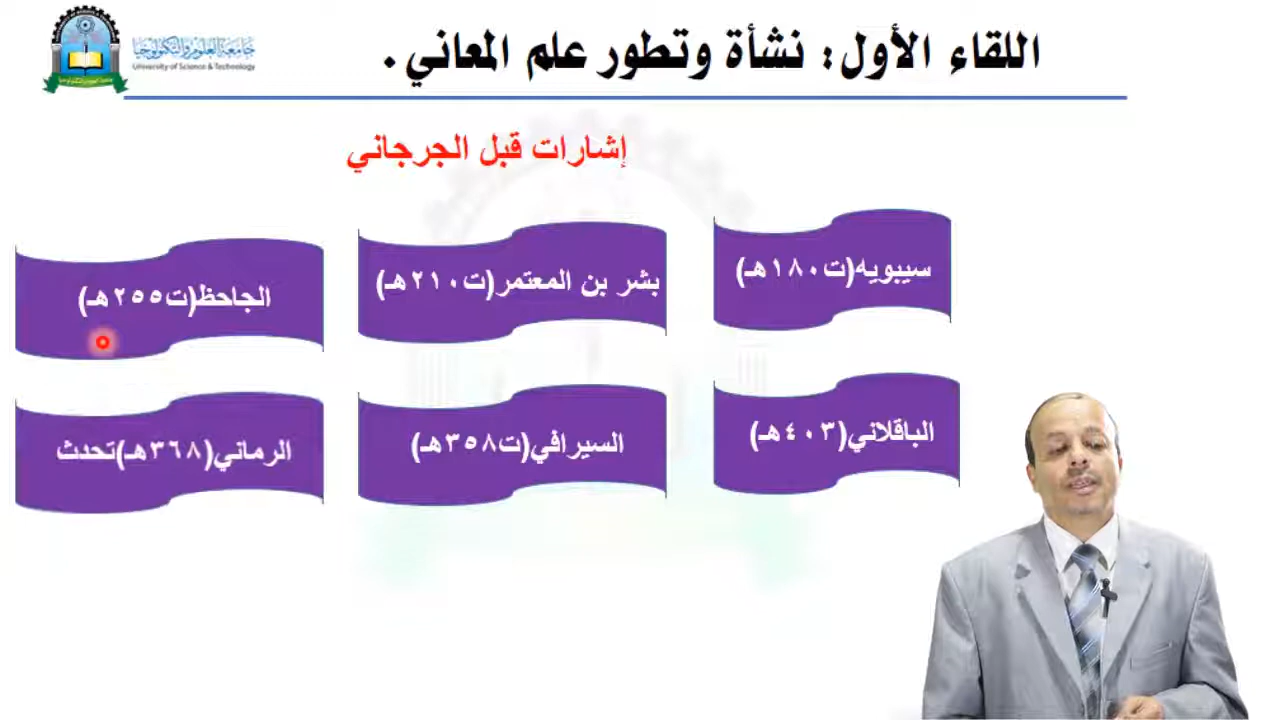 اللقاء الأول: نشأة وتطور علم المعاني.
جامعة العلوم والتكنولوجيا
University of Science & Technology
إشارات قبل الجرجاني
سيبويه(ت١٨٠هـ)
بشر بن المعتمر(ت٢١٠هـ)
الجاحظ(ت٢٥٥هـ)
الباقلاني(٤٠٣هـ)
السيرافي(ت٣٥٨هـ)
الرماني(٣٦٨هـ)تحدث